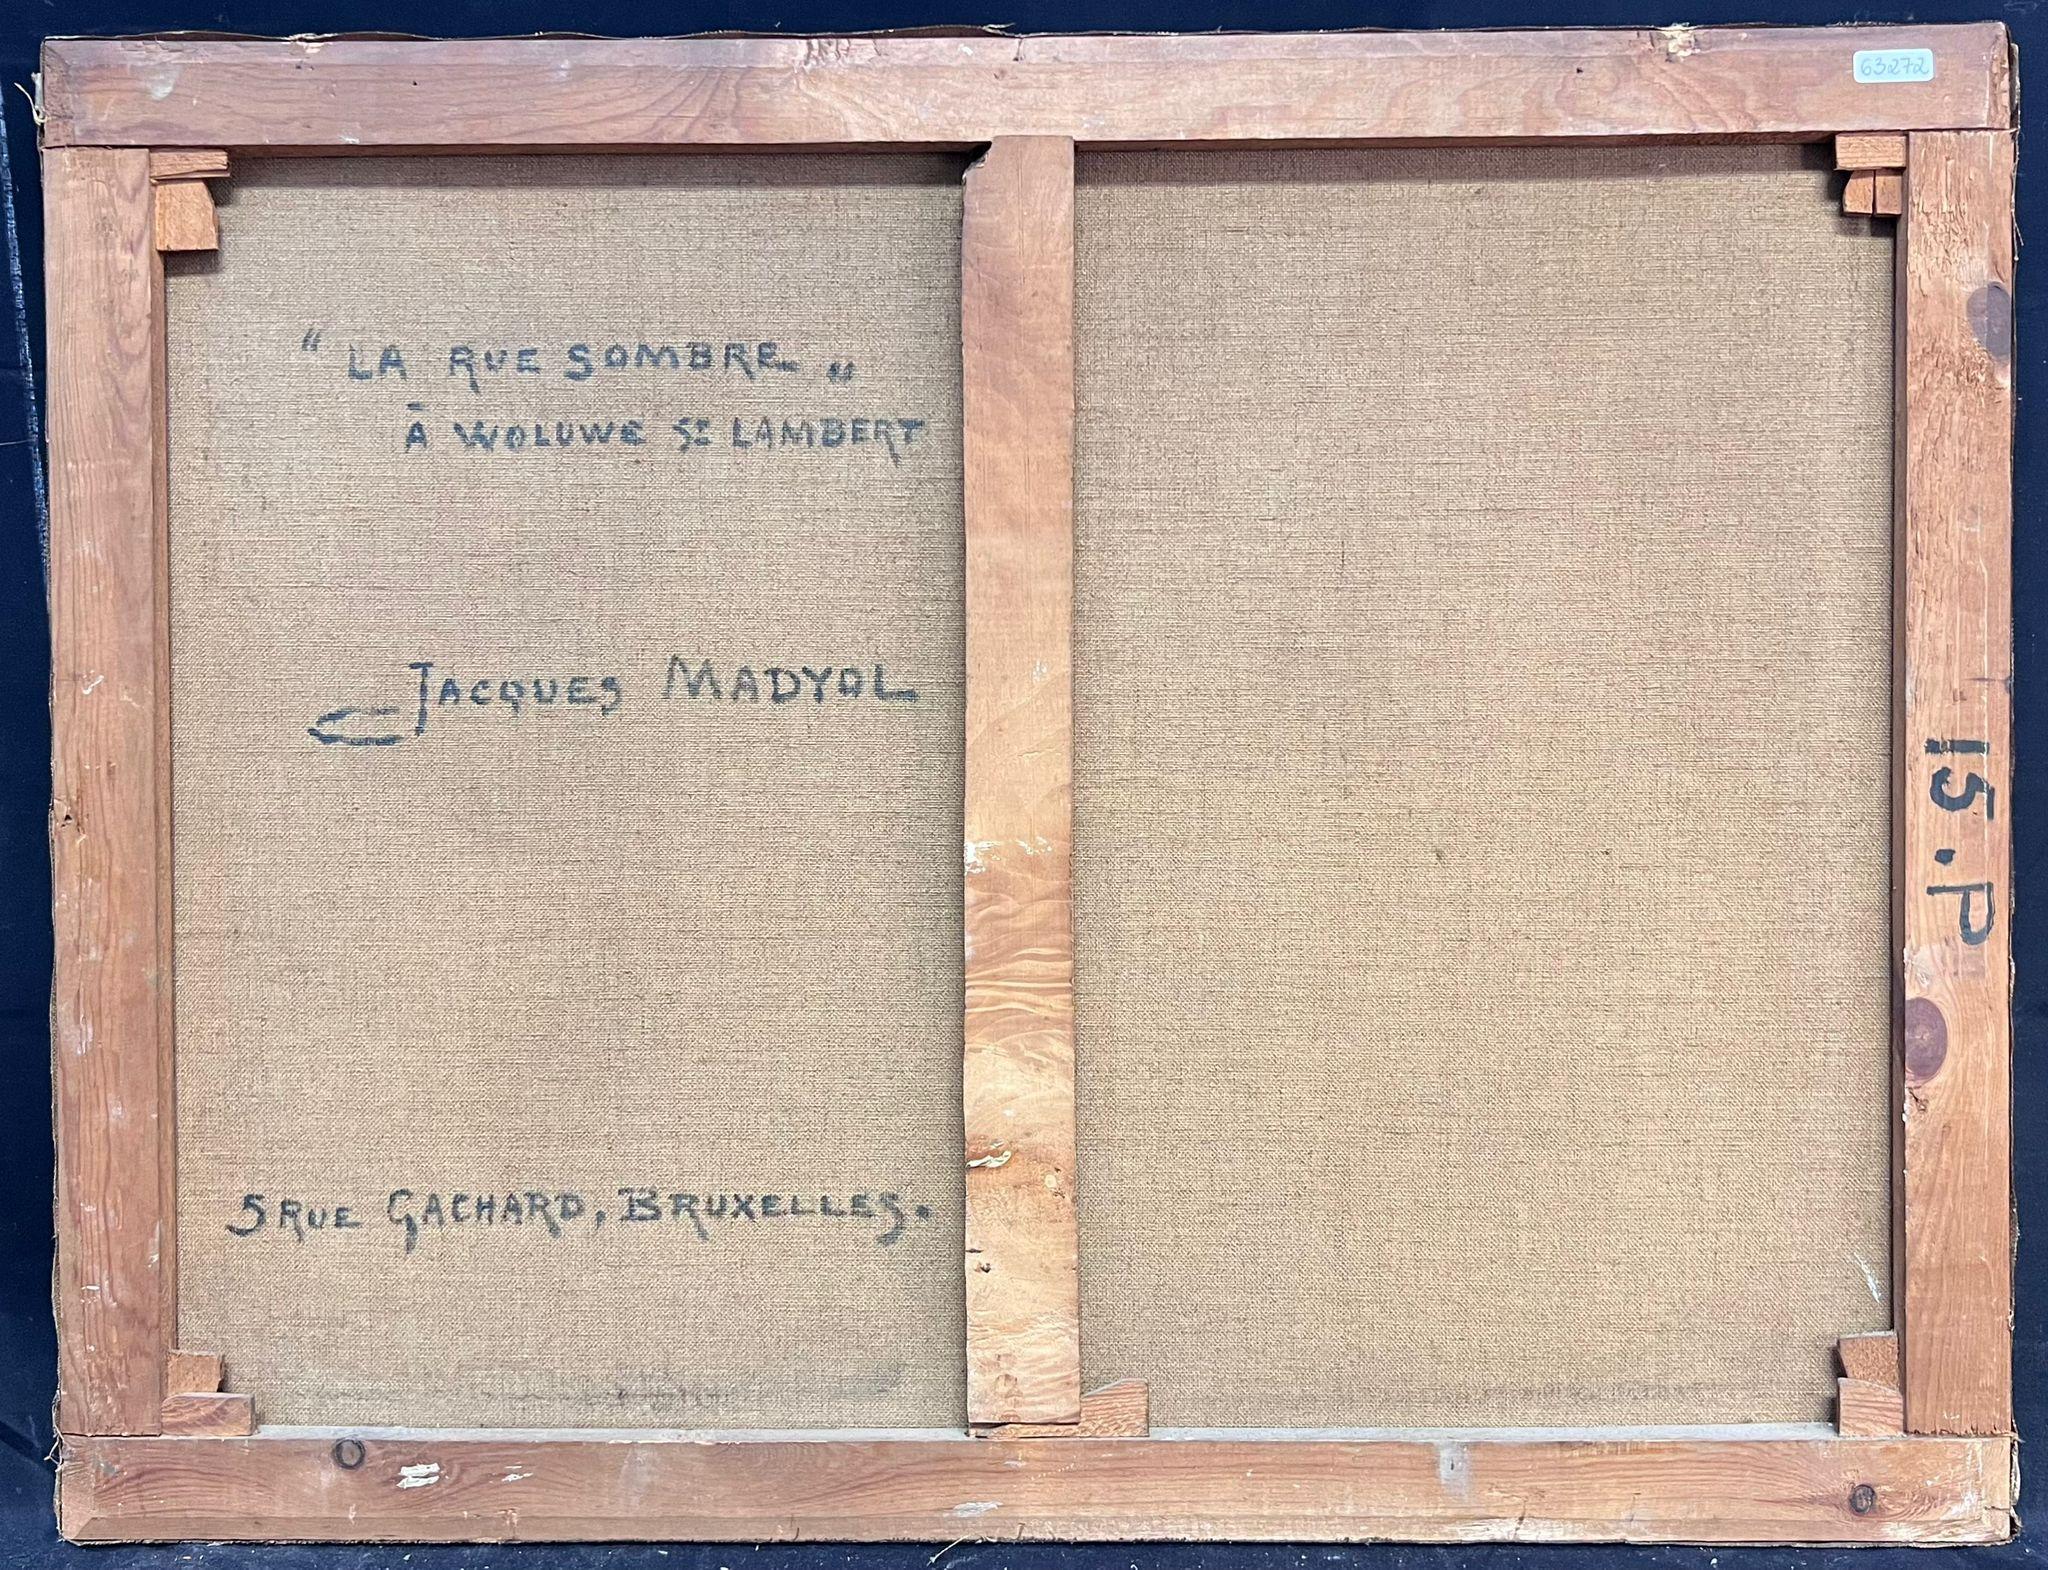 63272
" LA RUE SOMBRE „
À WOLUWE ST LAMBERT
JACQUES MADYOL
15.P
5 RUE GACHARD, BRUXELLES.